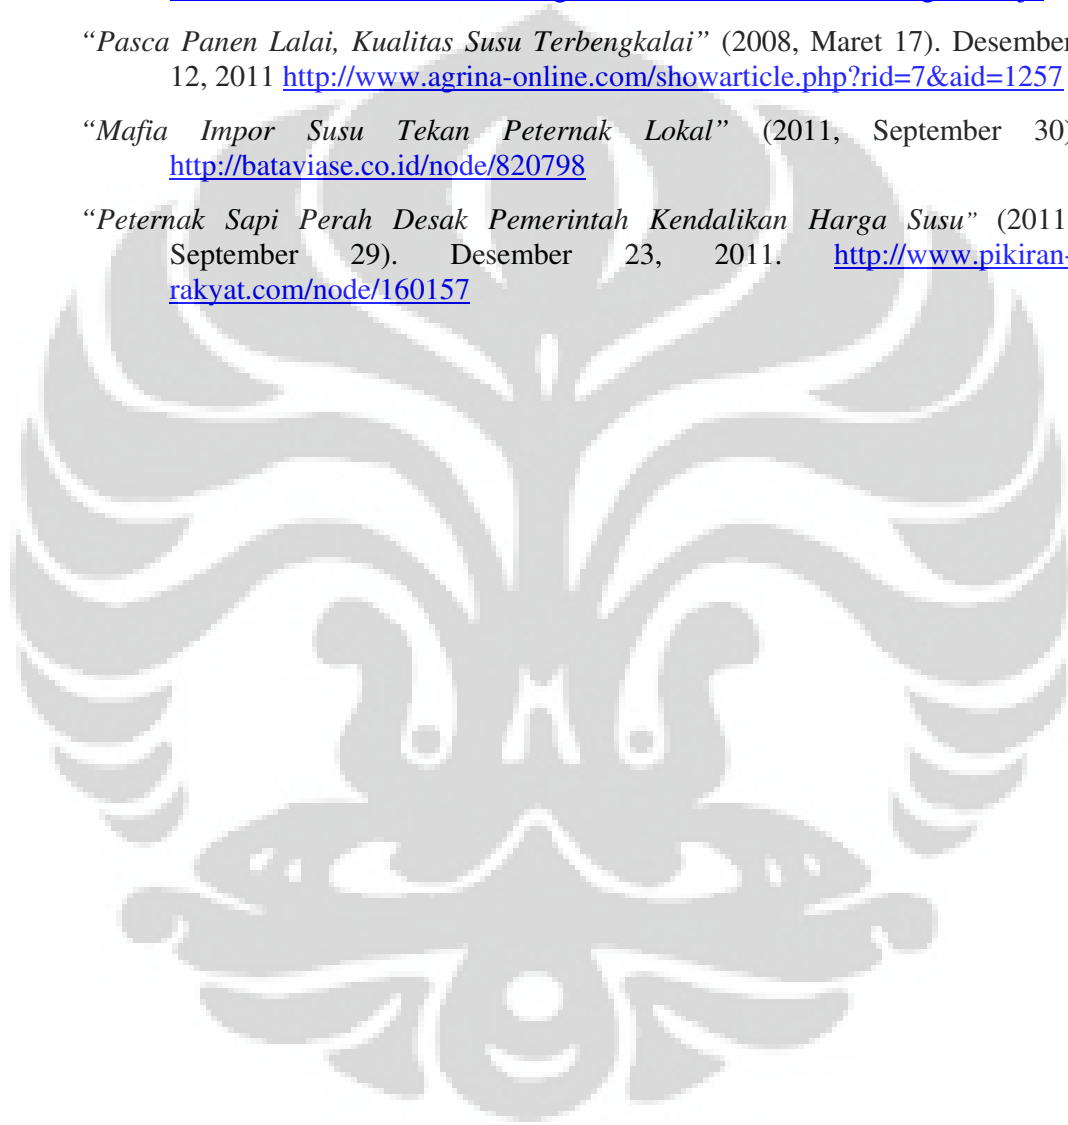 “Pasca Panen Lalai, Kualitas Susu Terbengkalai” (2008, Maret 17). Desember
12, 2011 http://www.agrina-online.com/showarticle.php?rid=7&aid=1257
“Mafia Impor Susu Tekan Peternak Lokal” (2011, September 30)
http://bataviase.co.id/node/820798
“Peternak Sapi Perah Desak Pemerintah Kendalikan Harga Susu” (2011
September 29). Desember 23, 2011. http://www.pikiran-
rakyat.com/node/160157